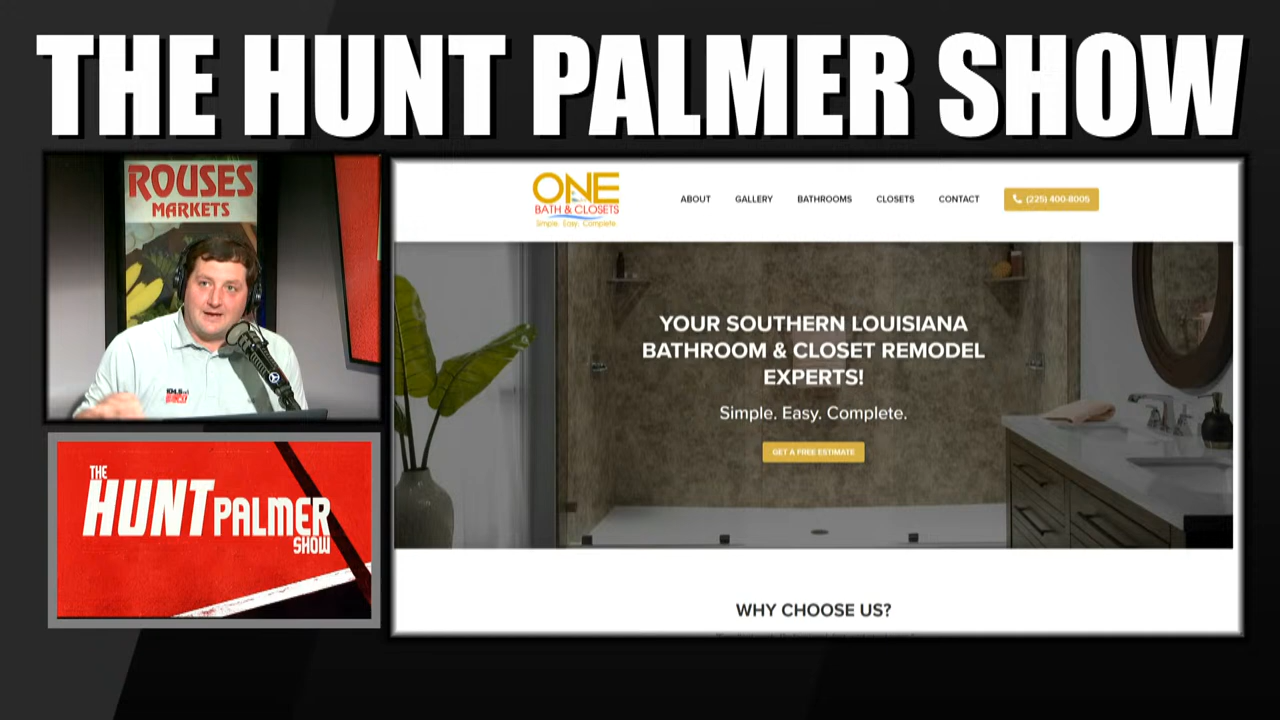 THE HUNT PALMER SHOW
ROUSES
MARKETS
104.5
ONE
BATH & CLOSETS
Simple. Easy. Complete.
ABOUT GALLERY BATHROOMS CLOSETS CONTACT (225) 400-8005
YOUR SOUTHERN LOUISIANA
BATHROOM & CLOSET REMODEL
EXPERTS!
Simple. Easy. Complete.
GET A FREE ESTIMATE
WHY CHOOSE US?
THE
HUNT PALMER
SHOW